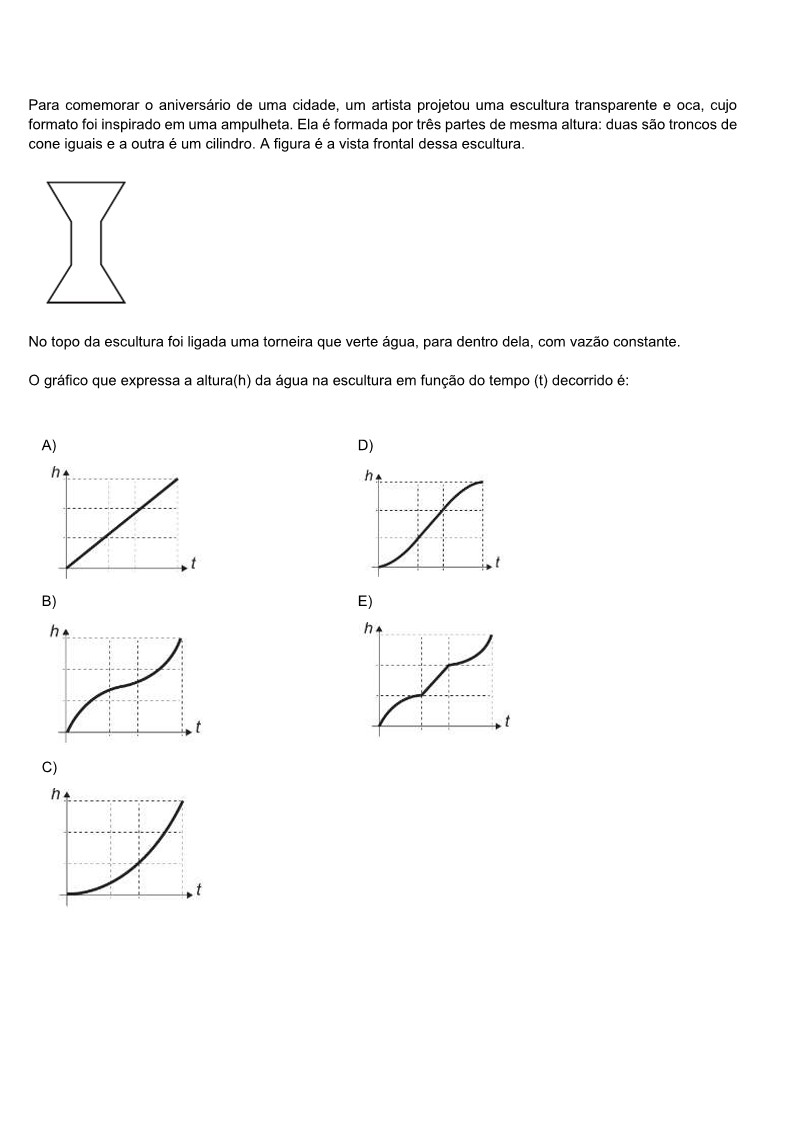 Para comemorar o aniversário de uma cidade, um artista projetou uma escultura transparente e oca, cujo
formato foi inspirado em uma ampulheta. Ela é formada por três partes de mesma altura: duas são troncos de
cone iguais e a outra é um cilindro. A figura é a vista frontal dessa escultura.
No topo da escultura foi ligada uma torneira que verte água, para dentro dela, com vazão constante.
O gráfico que expressa a altura(h) da água na escultura em função do tempo (t) decorrido é:
A)
h
t
B)
h
t
C)
h
t
D)
h
t
E)
h
t